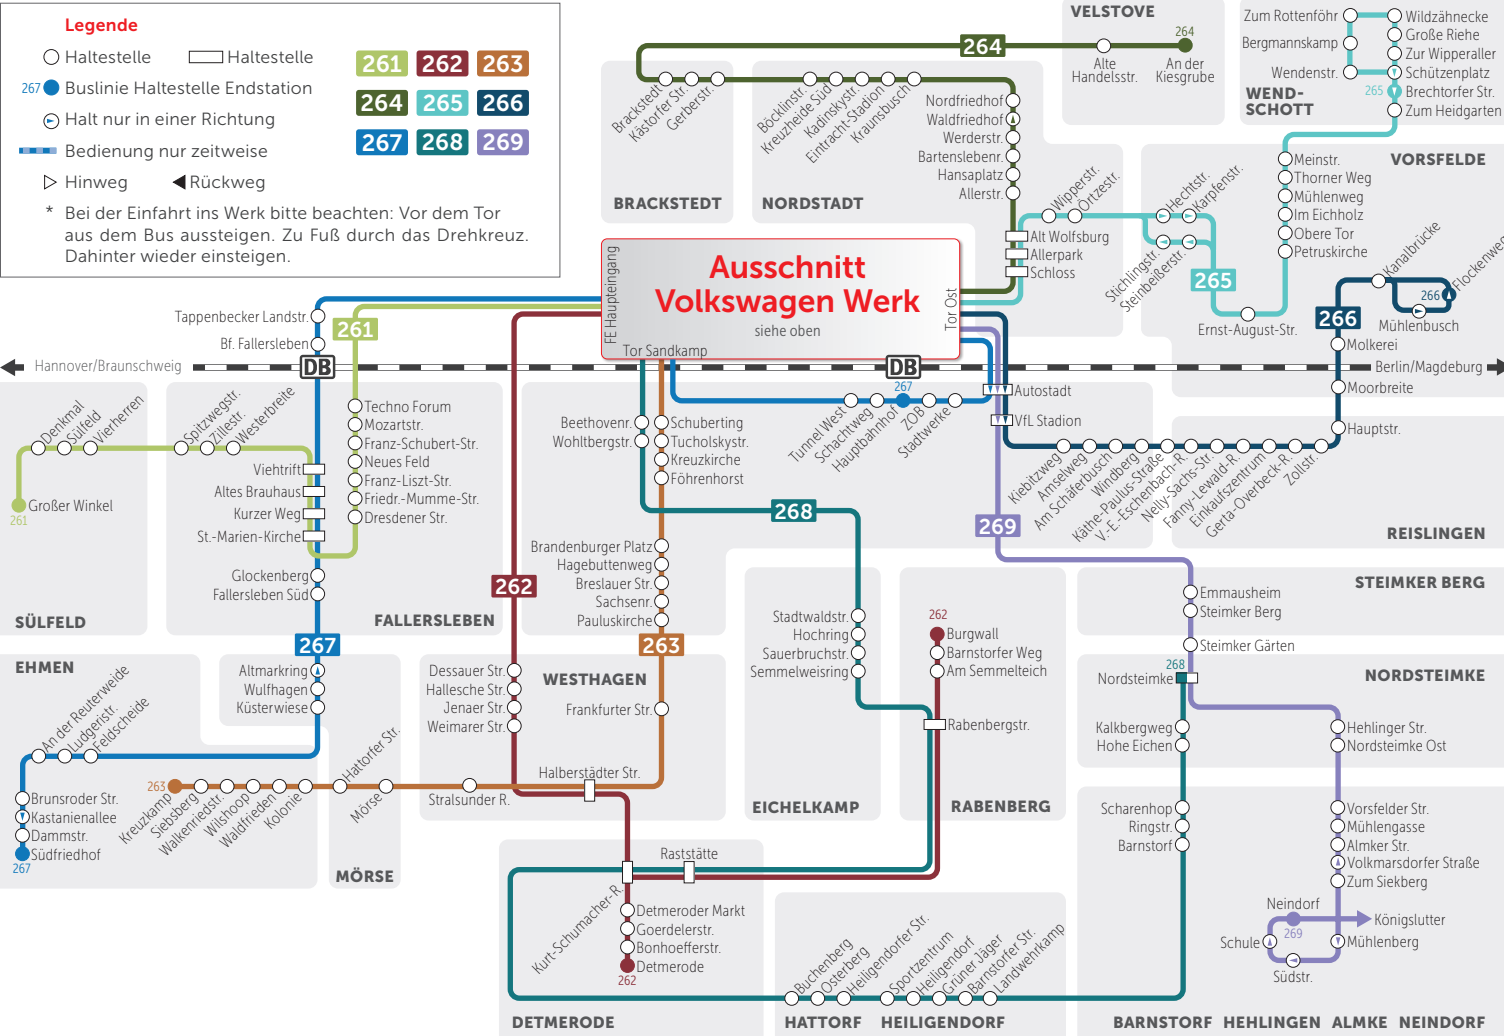 Legende
Haltestelle
Haltestelle
267 Buslinie Haltestelle Endstation
Halt nur in einer Richtung
Bedienung nur zeitweise
Hinweg
Rückweg
* Bei der Einfahrt ins Werk bitte beachten: Vor dem Tor
aus dem Bus aussteigen. Zu Fuß durch das Drehkreuz.
Dahinter wieder einsteigen.
261 262 263
264 265 266
267 268 269
VELSTOVE
264
264
Alte
Handelsstr.
An der
Kiesgrube
Brackstedt
Kästorfer Str.
Gerberstr.
BRACKSTEDT
Böcklinstr.
Kreuzheide Süd
Kadinskystr.
Eintracht-Stadion
Kraunsbusch
NORDSTADT
Nordfriedhof
Waldfriedhof
Werderstr.
Bartenslebenr.
Hansaplatz
Allerstr.
Alt Wolfsburg
Allerpark
Schloss
Wipperstr.
Ortzestr.
Hechtstr.
Karpfenstr.
Stichlingstr.
Steinbeißerstr.
265
Ernst-August-Str.
Zum Rottenföhr
Bergmannskamp
Wendenstr.
WEND-
SCHOTT
Wildzähnecke
Große Riehe
Zur Wipperaller
Schützenplatz
265
Brechtorfer Str.
Zum Heidgarten
VORSFELDE
Meinstr.
Thorner Weg
Mühlenweg
Im Eichholz
Obere Tor
Petruskirche
Kanalbrücke
Flockenweg
266
Mühlenbusch
266
Molkerei
Berlin/Magdeburg
Moorbreite
Hauptstr.
Ausschnitt
Volkswagen Werk
siehe oben
FE Haupteingang
Tor Ost
Tor Sandkamp
Tappenbecker Landstr.
Bf. Fallersleben
261
DB
Hannover/Braunschweig
DB
Denkmal
Sülfeld
Vierherren
Spitzwegstr.
Zillestr.
Westerbreite
Großer Winkel
261
SÜLFELD
Viehtrift
Altes Brauhaus
Kurzer Weg
St.-Marien-Kirche
Glockenberg
Fallersleben Süd
Techno Forum
Mozartstr.
Franz-Schubert-Str.
Neues Feld
Franz-Liszt-Str.
Friedr.-Mumme-Str.
Dresdener Str.
FALLERSLEBEN
262
Beethovenr.
Wohltbergstr.
Schuberting
Tucholskystr.
Kreuzkirche
Föhrenhorst
Brandenburger Platz
Hagebuttenweg
Breslauer Str.
Sachsenr.
Pauluskirche
263
267
Tunnel West
Schachtweg
Hauptbahnhof
ZOB
Stadtwerke
Autostadt
VfL Stadion
Kiebitzweg
Amselweg
Am Schäferbusch
Windberg
Käthe-Paulus-Straße
V.-E.-Eschenbach-R.
Nelly-Sachs-Str.
Fanny-Lewald-R.
Einkaufszentrum
Gerta-Overbeck-R.
Zollstr.
REISLINGEN
268
269
STEIMKER BERG
Emmausheim
Steimker Berg
Steimker Gärten
268
Nordsteimke
NORDSTEIMKE
Kalkbergweg
Hohe Eichen
Hehlinger Str.
Nordsteimke Ost
Stadtwaldstr.
Hochring
Sauerbruchstr.
Semmelweisring
EICHELKAMP
262
Burgwall
Barnstorfer Weg
Am Semmelteich
Rabenbergstr.
RABENBERG
267
EHMEN
Altmarkring
Wulfhagen
Küsterwiese
An der Reuterweide
Ludgeristr.
Feldscheide
Brunsroder Str.
Kastanienallee
Dammstr.
Südfriedhof
267
263
Kreuzkamp
Siebsberg
Walkenriedstr.
Wilshoop
Waldfrieden
Kolonie
Hattorfer Str.
Mörse
MÖRSE
Dessauer Str.
Hallesche Str.
Jenaer Str.
Weimarer Str.
WESTHAGEN
Frankfurter Str.
Stralsunder R.
Halberstädter Str.
Raststätte
Kurt-Schumacher-R.
Detmeroder Markt
Goerdelerstr.
Bonhoefferstr.
Detmerode
262
DETMERODE
Buchenberg
Osterberg
Heiligendorfer Str.
Sportzentrum
Heiligendorf
Grüner Jäger
Barnstorfer Str.
Landwehrkamp
HATTORF
HEILIGENDORF
Scharenhop
Ringstr.
Barnstorf
Vorsfelder Str.
Mühlengasse
Almker Str.
Volkmarsdorfer Straße
Zum Siekberg
Neindorf
269
Königslutter
Schule
Mühlenberg
Südstr.
BARNSTORF
HEHLINGEN
ALMKE
NEINDORF